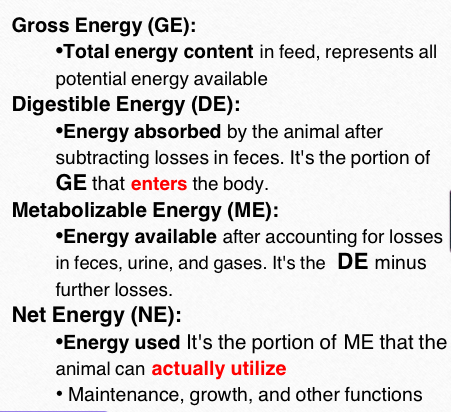 Gross Energy (GE):
•Total energy content in feed, represents all
potential energy available
Digestible Energy (DE):
•Energy absorbed by the animal after
subtracting losses in feces. It's the portion of
GE that enters the body.
Metabolizable Energy (ME):
•Energy available after accounting for losses
in feces, urine, and gases. It's the DE minus
further losses.
Net Energy (NE):
•Energy used It's the portion of ME that the
animal can actually utilize
• Maintenance, growth, and other functions